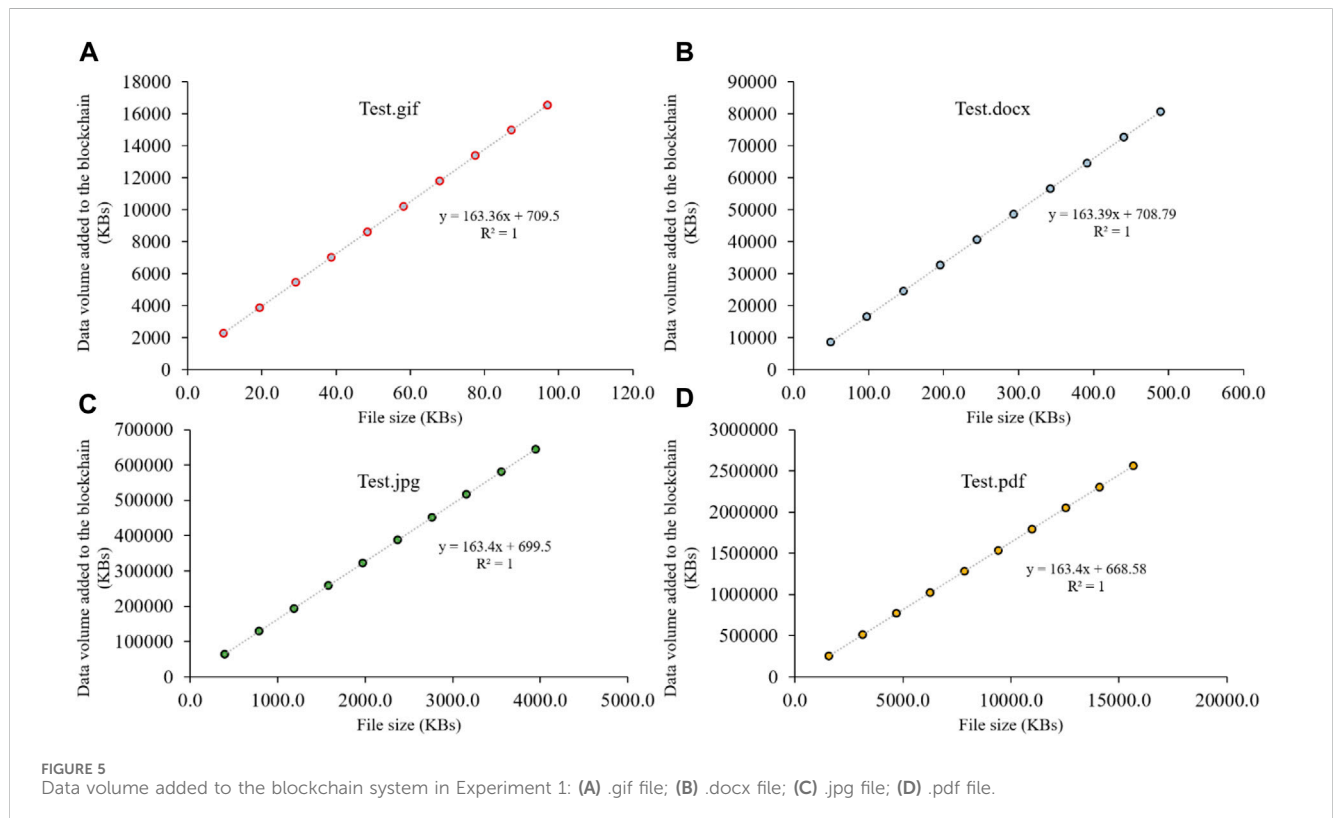 A
Data volume added to the blockchain
(KBs)
18000
16000
14000
12000
10000
8000
6000
4000
2000
0
Test.gif
y = 163.36x + 709.5
R² = 1
0.0 20.0 40.0 60.0 80.0 100.0 120.0
File size (KBs)
B
Data volume added to the blockchain
(KBs)
90000
80000
70000
60000
50000
40000
30000
20000
10000
0
Test.docx
y = 163.39x + 708.79
R² = 1
0.0 100.0 200.0 300.0 400.0 500.0 600.0
File size (KBs)
C
Data volume added to the blockchain
(KBs)
700000
600000
500000
400000
300000
200000
100000
0
Test.jpg
y = 163.4x + 699.5
R² = 1
0.0 1000.0 2000.0 3000.0 4000.0 5000.0
File size (KBs)
D
Data volume added to the blockchain
(KBs)
3000000
2500000
2000000
1500000
1000000
500000
0
Test.pdf
y = 163.4x + 668.58
R² = 1
0.0 5000.0 10000.0 15000.0 20000.0
File size (KBs)
FIGURE 5
Data volume added to the blockchain system in Experiment 1: (A) .gif file; (B) .docx file; (C) .jpg file; (D) .pdf file.